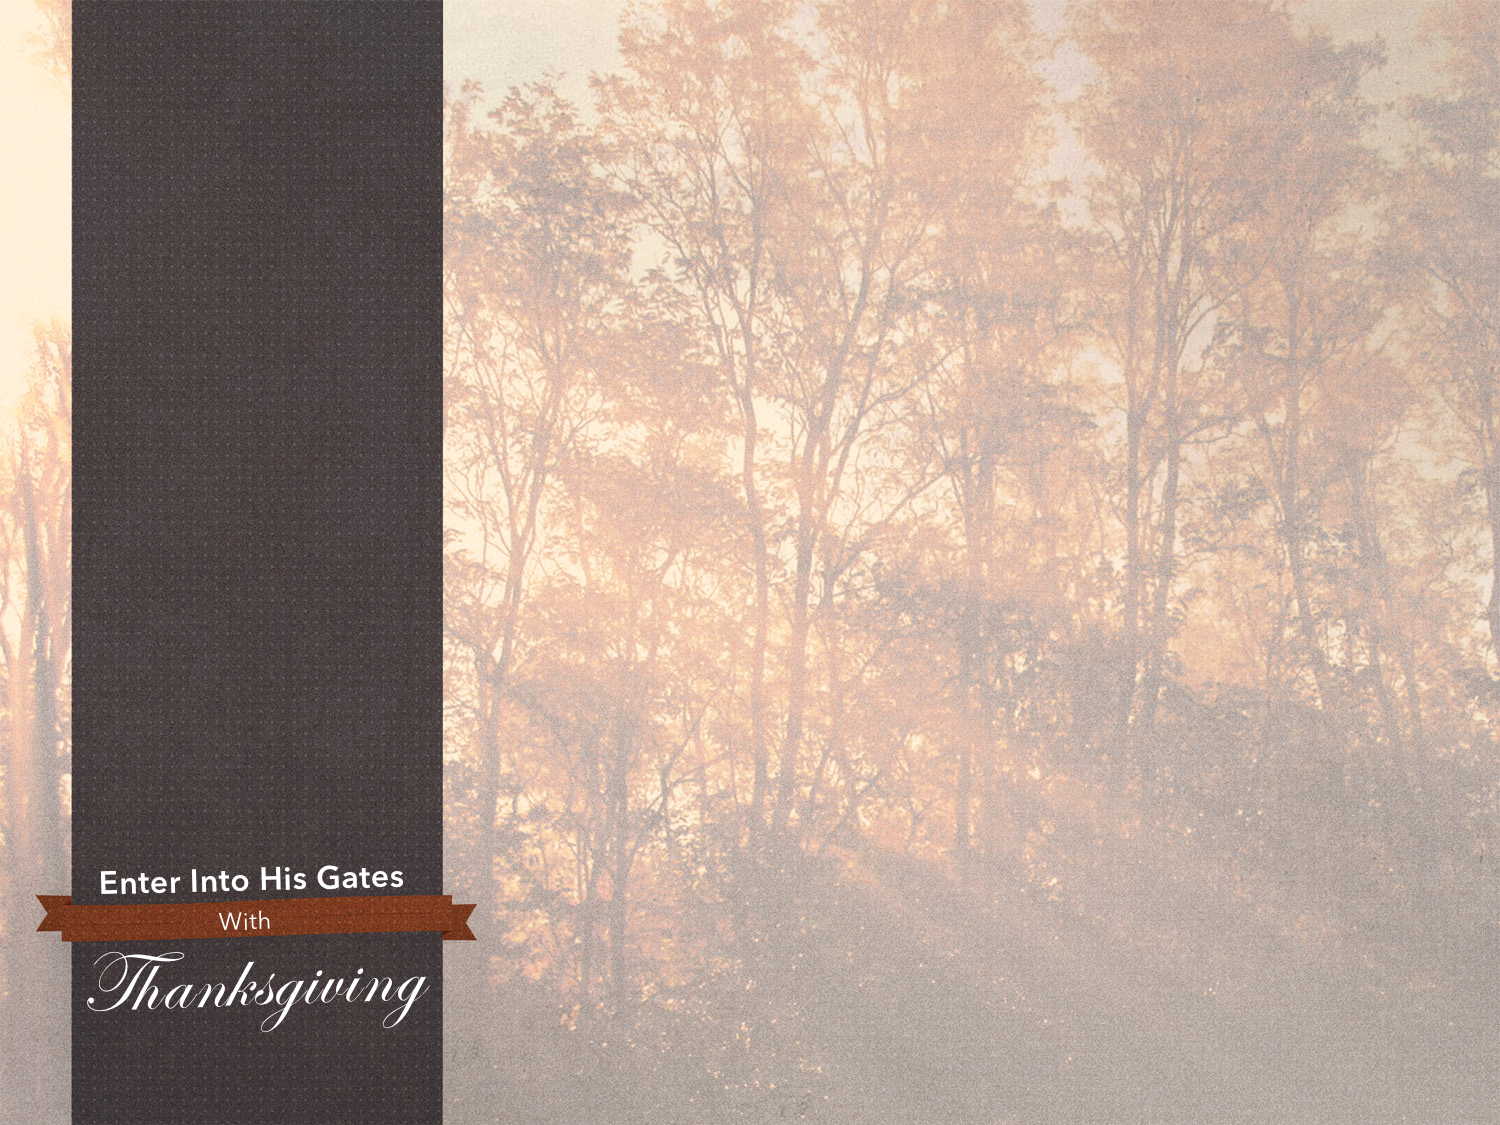 Enter Into His Gates
With
Thanksgiving